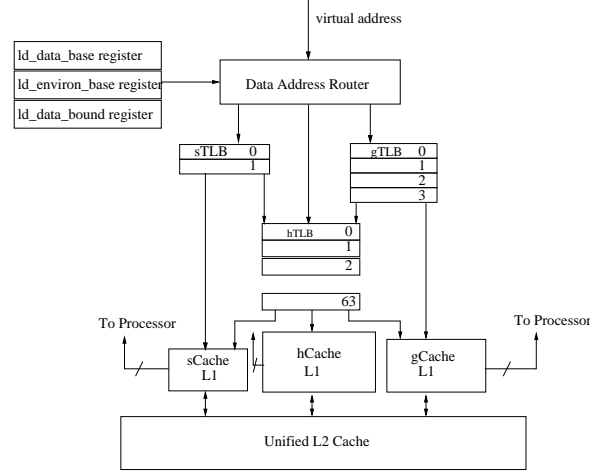 virtual address
ld_data_base register
ld_environ_base register
ld_data_bound register
Data Address Router
sTLB 0
1
gTLB 0
1
2
3
hTLB 0
1
2
63
To Processor
To Processor
sCache
L1
hCache
L1
gCache
L1
Unified L2 Cache